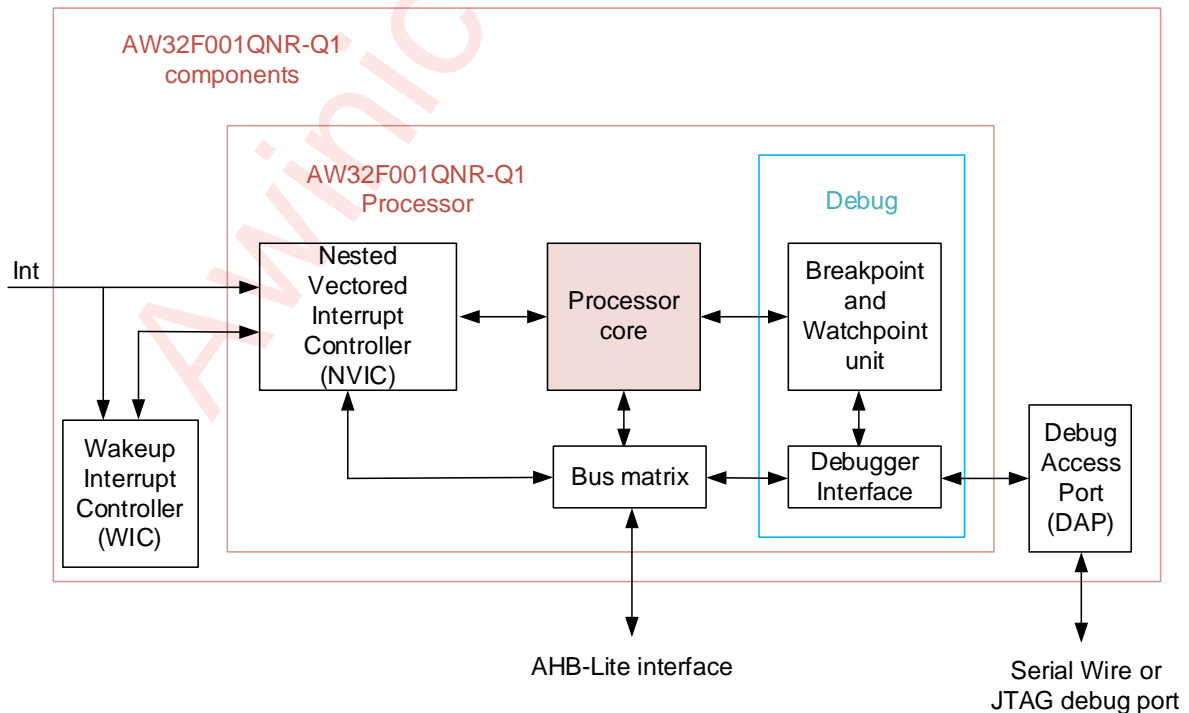 AW32F001QNR-Q1
components
AW32F001QNR-Q1
Processor
Debug
Int
Nested
Vectored
Interrupt
Controller
(NVIC)
Processor
core
Breakpoint
and
Watchpoint
unit
Wakeup
Interrupt
Controller
(WIC)
Bus matrix
Debugger
Interface
Debug
Access
Port
(DAP)
AHB-Lite interface
Serial Wire or
JTAG debug port
Awinic